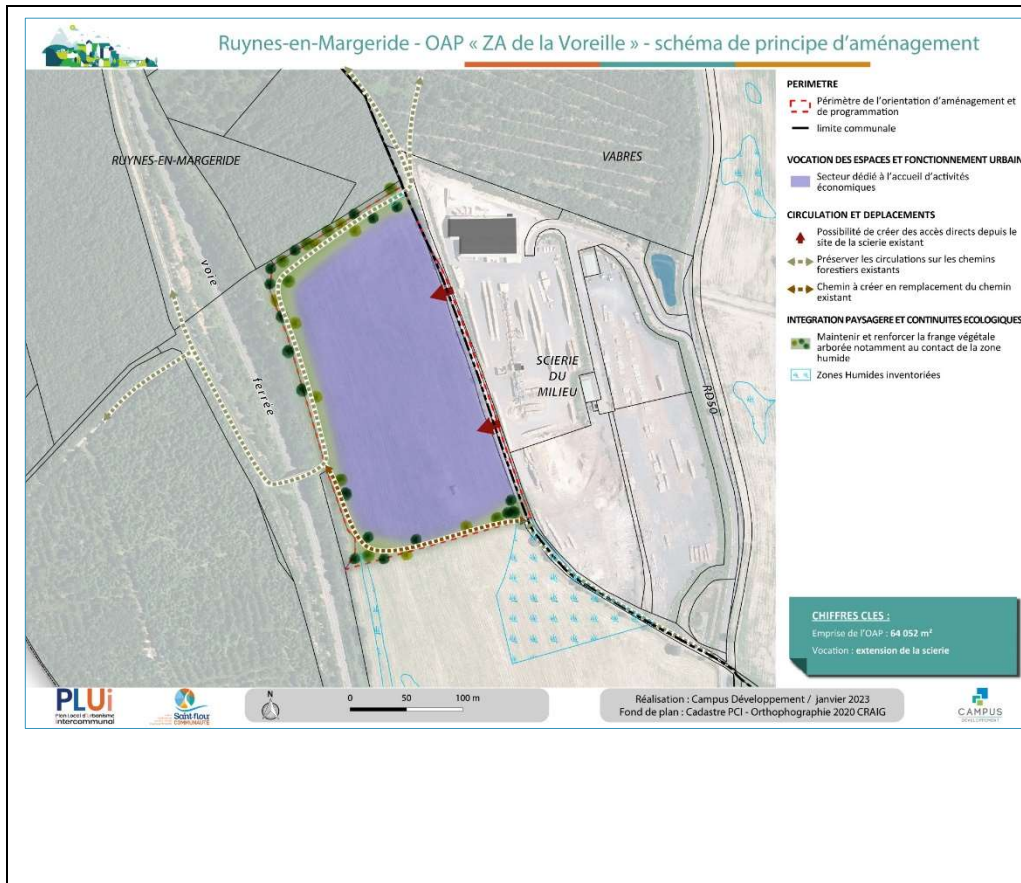 Ruynes-en-Margeride - OAP « ZA de la Voreille » - schéma de principe d'aménagement
RUYNES-EN-MARGERIDE
VABRES
voie
ferrée
SCIERIE
DU
MILIEU
RD50
PERIMETRE
Périmètre de l'orientation d'aménagement et
de programmation
limite communale
VOCATION DES ESPACES ET FONCTIONNEMENT URBAIN
Secteur dédié à l'accueil d'activités
économiques
CIRCULATION ET DEPLACEMENTS
Possibilité de créer des accès directs depuis le
site de la scierie existant
Préserver les circulations sur les chemins
forestiers existants
Chemin à créer en remplacement du chemin
existant
INTEGRATION PAYSAGERE ET CONTINUITES ECOLOGIQUES
Maintenir et renforcer la frange végétale
arborée notamment au contact de la zone
humide
Zones Humides inventoriées
CHIFFRES CLES :
Emprise de l'OAP : 64 052 m²
Vocation : extension de la scierie
PLUi
Plan Local d'Urbanisme
Intercommunal
Saint-flour
COMMUNAUTÉ
N
0 50 100 m
Réalisation : Campus Développement / janvier 2023
Fond de plan : Cadastre PCI - Orthophographie 2020 CRAIG
CAMPUS
DÉVELOPPEMENT